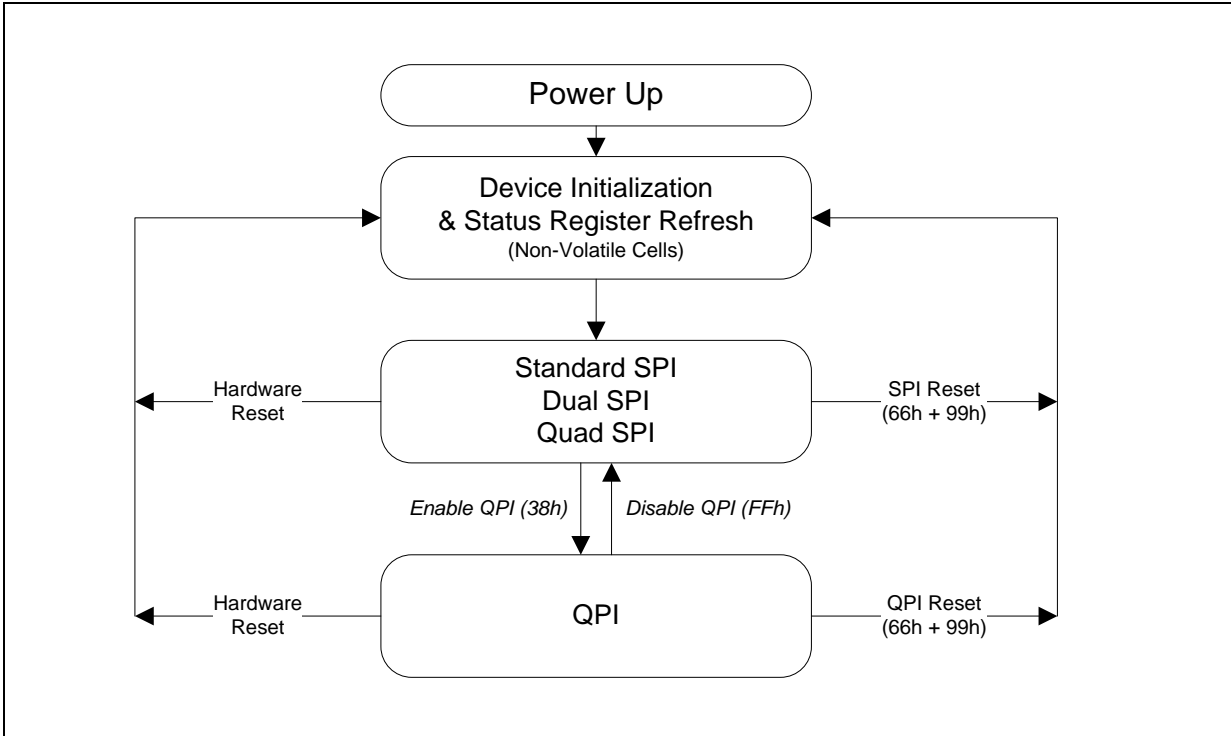 Power Up
Device Initialization
& Status Register Refresh
(Non-Volatile Cells)
Standard SPI
Dual SPI
Quad SPI
Hardware
Reset
SPI Reset
(66h + 99h)
Enable QPI (38h)
Disable QPI (FFh)
QPI
Hardware
Reset
QPI Reset
(66h + 99h)